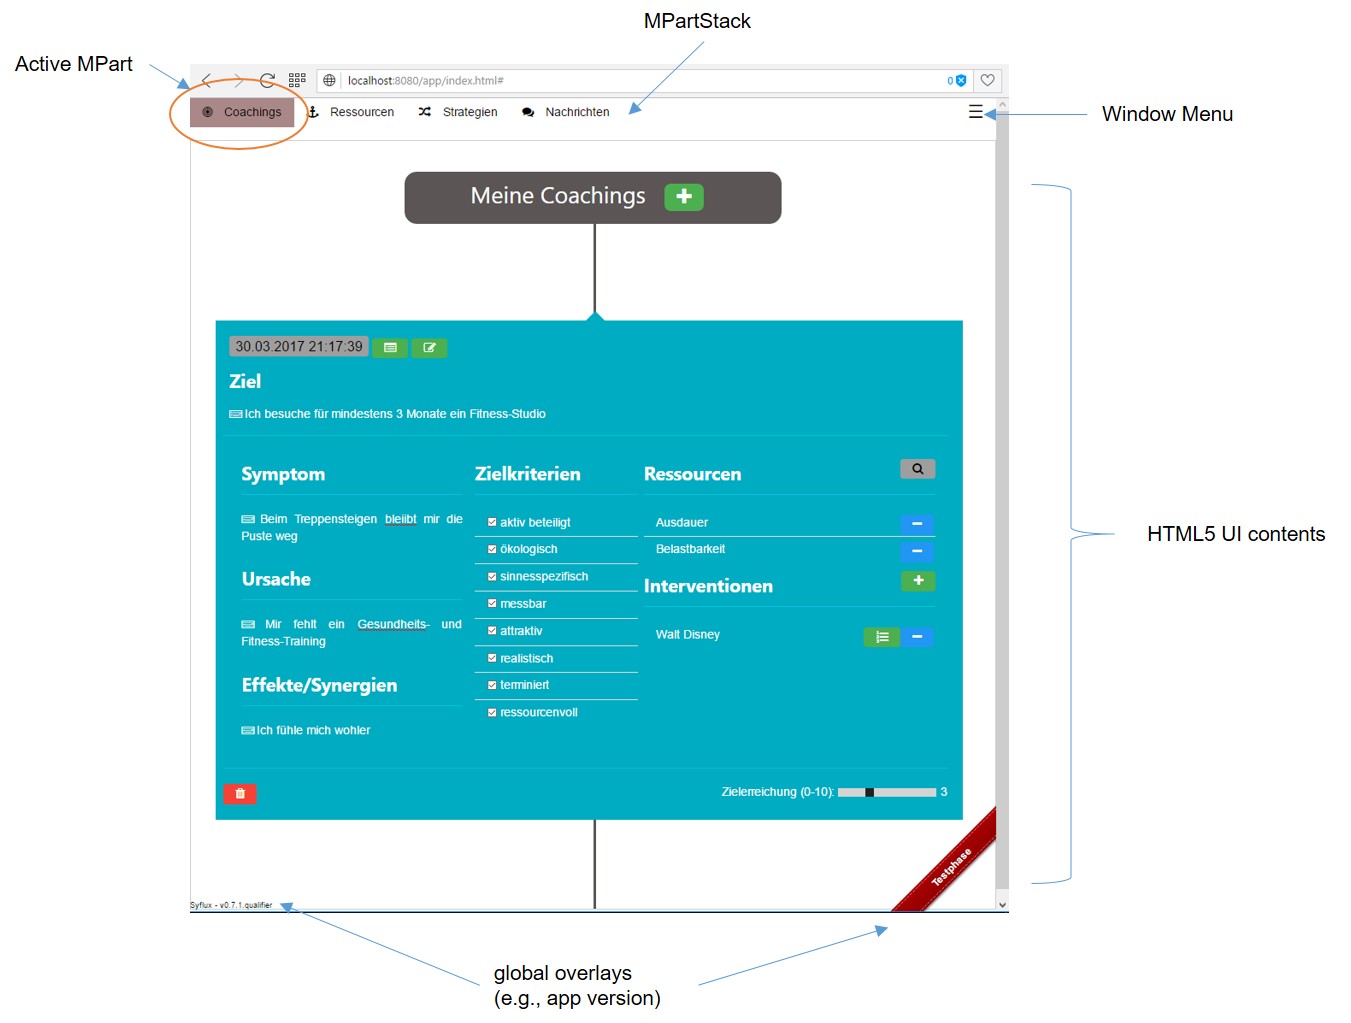 MPartStack
Active MPart
localhost:8080/app/index.html#
0
Coachings
Ressourcen
Strategien
Nachrichten
Window Menu
Meine Coachings
30.03.2017 21:17:39
Ziel
Ich besuche für mindestens 3 Monate ein Fitness-Studio
Symptom
Beim Treppensteigen bleiibt mir die
Puste weg
Ursache
Mir fehlt ein Gesundheits- und
Fitness-Training
Effekte/Synergien
Ich fühle mich wohler
Zielkriterien
aktiv beteiligt
ökologisch
sinnesspezifisch
messbar
attraktiv
realistisch
terminiert
ressourcenvoll
Ressourcen
Ausdauer
Belastbarkeit
Interventionen
Walt Disney
Zielerreichung (0-10): 3
HTML5 UI contents
Testphase
Syflux - v0.7.1.qualifier
global overlays
(e.g., app version)